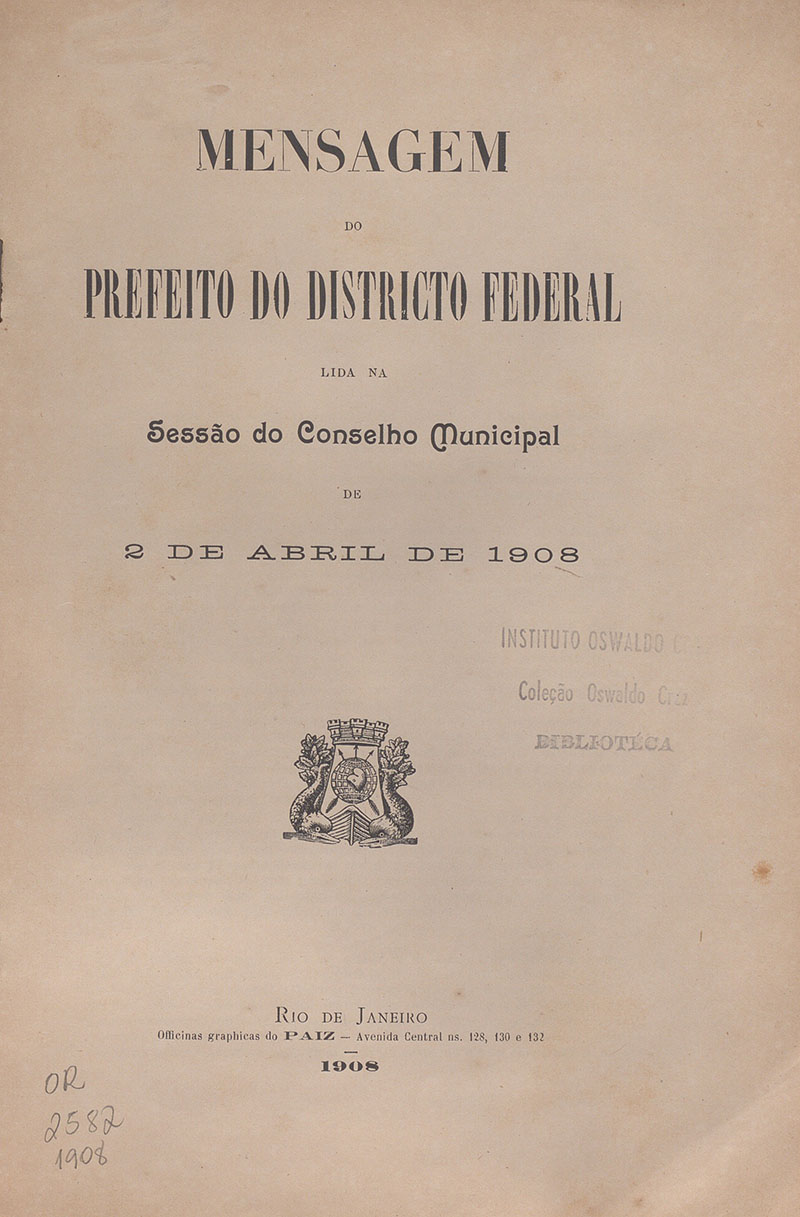 MENSAGEM
DO
PREFEITO DO DISTRICTO FEDERAL
LIDA NA
Sessão do Conselho Municipal
DE
2 DE ABRIL DE 1908
INSTITUTO OSWALDO
Coleção Oswaldo Cruz
BIBLIOTÉCA
RIO DE JANEIRO
Officinas graphicas do PAIZ — Avenida Central ns. 128, 130 e 132
1908
OR
2582
1908